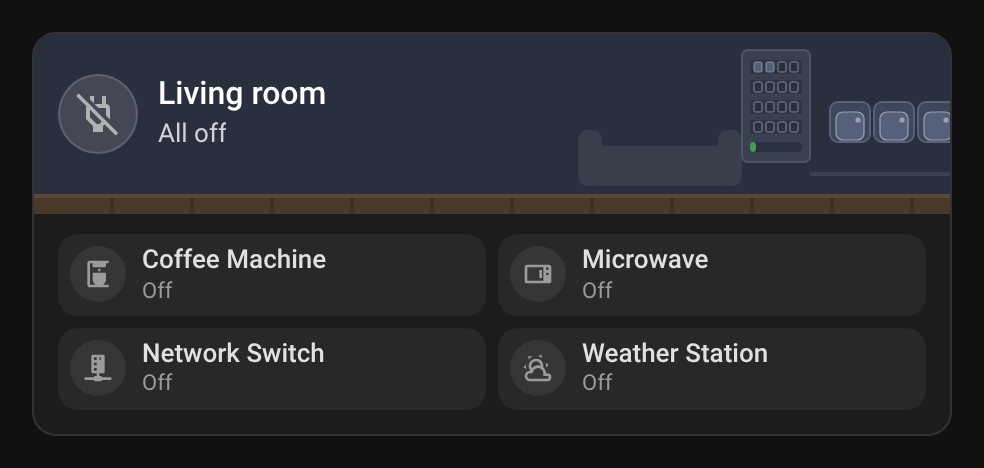 Living room
All off
Coffee Machine
Off
Microwave
Off
Network Switch
Off
Weather Station
Off